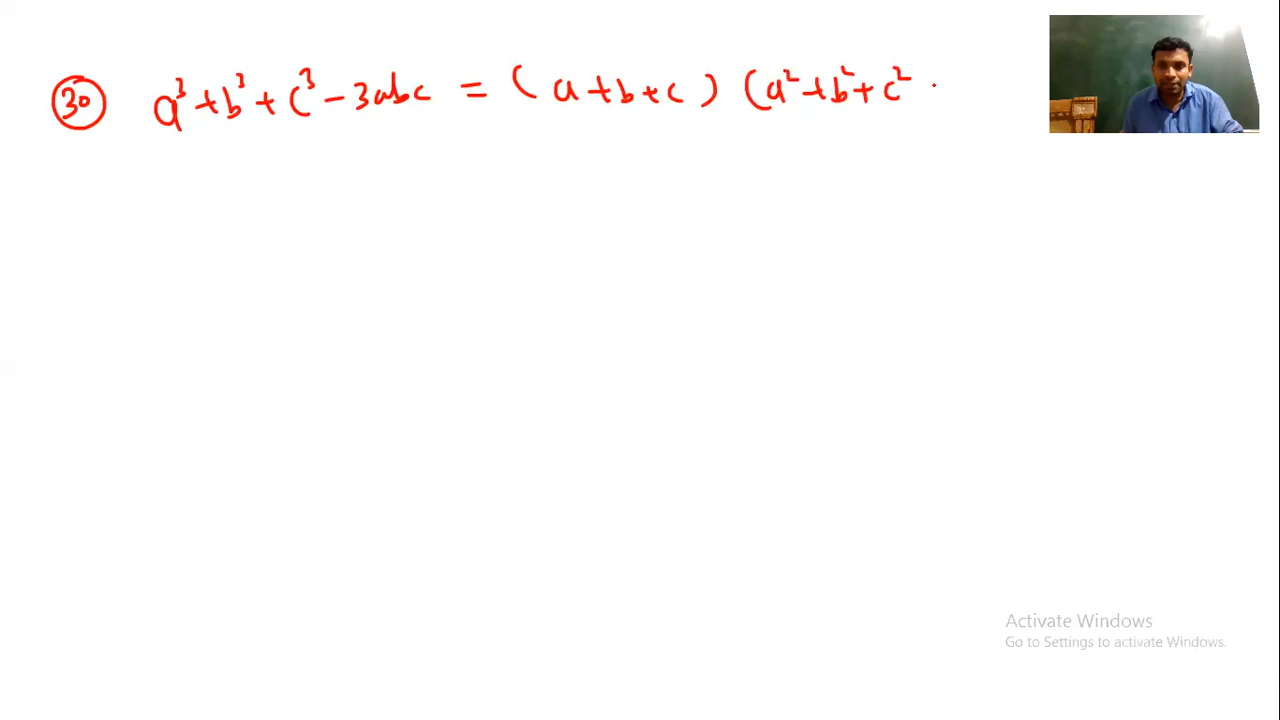 30 a³ + b³ + c³ - 3abc = (a + b + c) (a² + b² + c²
Activate Windows
Go to Settings to activate Windows.